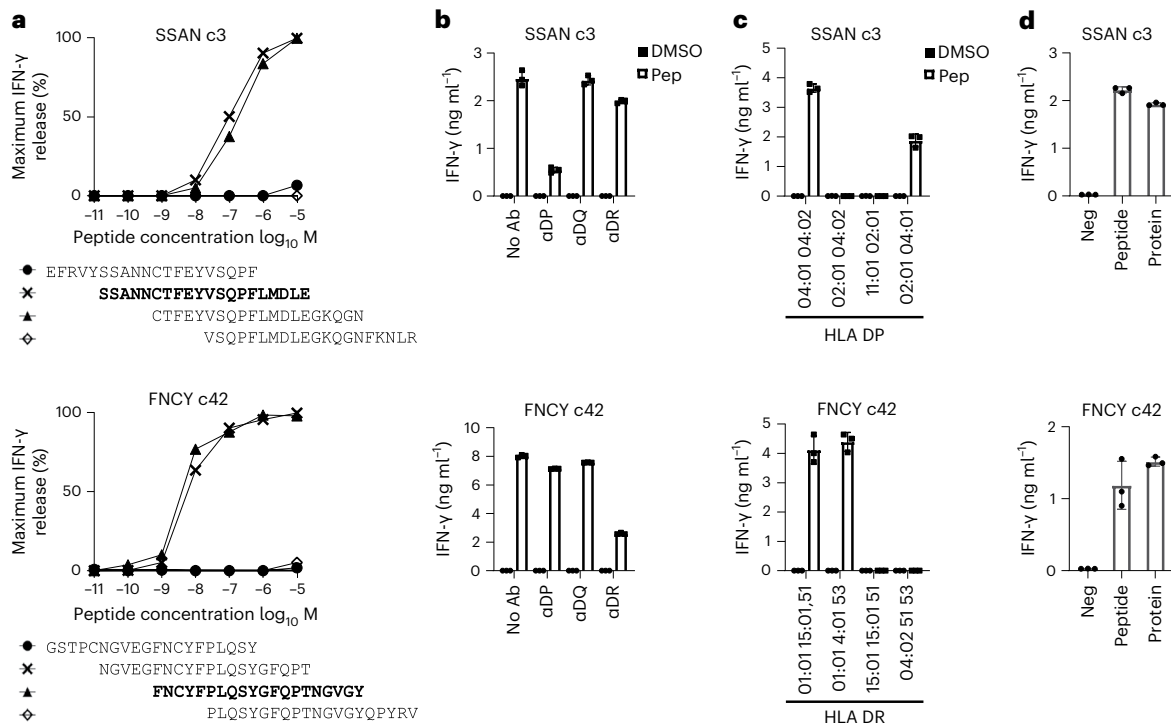 a
SSAN c3
Maximum IFN-γ
release (%)
100
50
0
–11 –10 –9 –8 –7 –6 –5
Peptide concentration log10 M
EFRVYSSANNCTFEYVSQPF
SSANNCTFEYVSQPFLMDLE
CTFEYVSQPFLMDLEGKQGN
VSQPFLMDLEGKQGNFKNLR
b
SSAN c3
DMSO
Pep
IFN-γ (ng ml–1)
3
2
1
0
No Ab
αDP
αDQ
αDR
c
SSAN c3
DMSO
Pep
IFN-γ (ng ml–1)
5
4
3
2
1
0
04:01 04:02
02:01 04:02
11:01 02:01
02:01 04:01
HLA DP
d
SSAN c3
IFN-γ (ng ml–1)
3
2
1
0
Neg
Peptide
Protein
FNCY c42
Maximum IFN-γ
release (%)
100
50
0
–11 –10 –9 –8 –7 –6 –5
Peptide concentration log10 M
GSTPCNGVEGFNCYFPLQSY
NGVEGFNCYFPLQSYGFQPT
FNCYFPLQSYGFQPTNGVGY
PLQSYGFQPTNGVGYQPYRV
FNCY c42
IFN-γ (ng ml–1)
10
8
6
4
2
0
No Ab
αDP
αDQ
αDR
FNCY c42
IFN-γ (ng ml–1)
5
4
3
2
1
0
01:01 15:01,51
01:01 4:01 53
15:01 15:01 51
04:02 51 53
HLA DR
FNCY c42
IFN-γ (ng ml–1)
2
1
0
Neg
Peptide
Protein